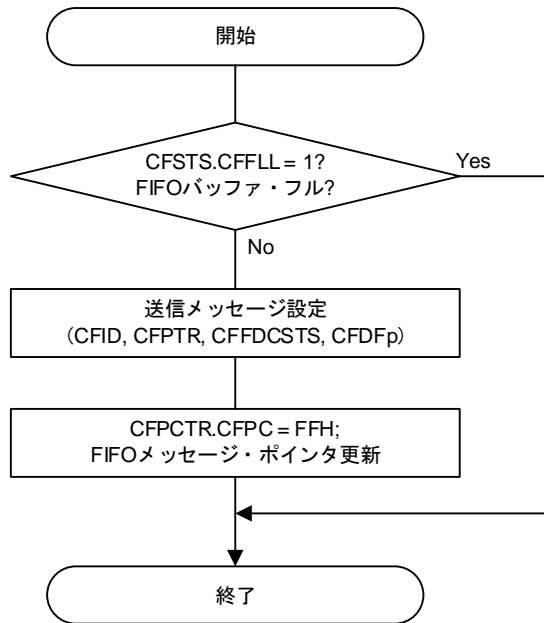 開始
CFSTS.CFFLL = 1?
FIFOバッファ・フル?
Yes
No
送信メッセージ設定
(CFID, CFPTR, CFFDCSTS, CFDFp)
CFPCTR.CFPC = FFH;
FIFOメッセージ・ポインタ更新
終了